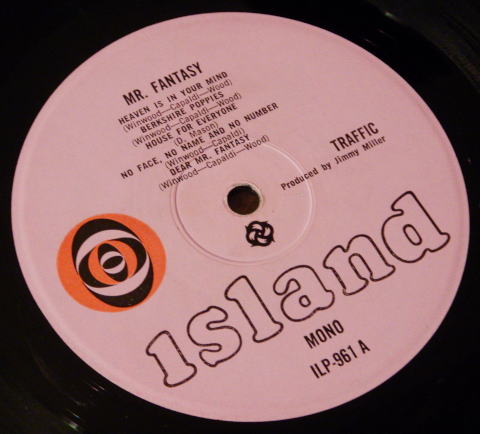 MR. FANTASY
HEAVEN IS IN YOUR MIND
(Winwood—Capaldi—Wood)
BERKSHIRE POPPIES
(Winwood—Capaldi—Wood)
HOUSE FOR EVERYONE
(D. Mason)
NO FACE, NO NAME AND NO NUMBER
(Winwood—Capaldi)
DEAR MR. FANTASY
(Winwood—Capaldi—Wood)
TRAFFIC
Produced by Jimmy Miller
island
MONO
ILP-961 A